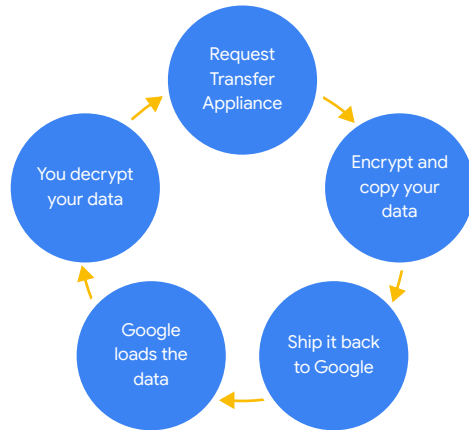 Request
Transfer
Appliance
Encrypt and
copy your
data
Ship it back
to Google
Google
loads the
data
You decrypt
your data